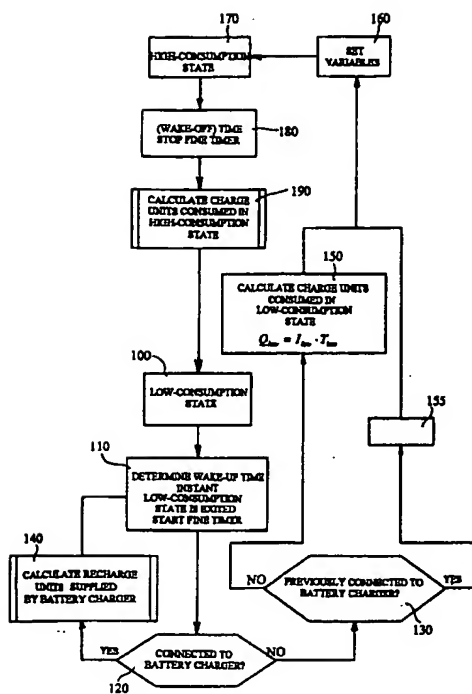 170
HIGH-CONSUMPTION
STATE
160
SET
VARIABLES
(WAKE-OFF) TIME
STOP FINE TIMER
180
190
CALCULATE CHARGE
UNITS CONSUMED IN
HIGH-CONSUMPTION
STATE
150
CALCULATE CHARGE UNITS
CONSUMED IN
LOW-CONSUMPTION
STATE
Q_low = I_low · T_low
100
LOW-CONSUMPTION
STATE
155
110
DETERMINE WAKE-UP TIME
INSTANT
LOW-CONSUMPTION
STATE IS EXITED
START FINE TIMER
140
CALCULATE RECHARGE
UNITS SUPPLIED
BY BATTERY CHARGER
NO
PREVIOUSLY CONNECTED TO
BATTERY CHARGER?
YES
130
YES
CONNECTED TO
BATTERY CHARGER?
NO
120